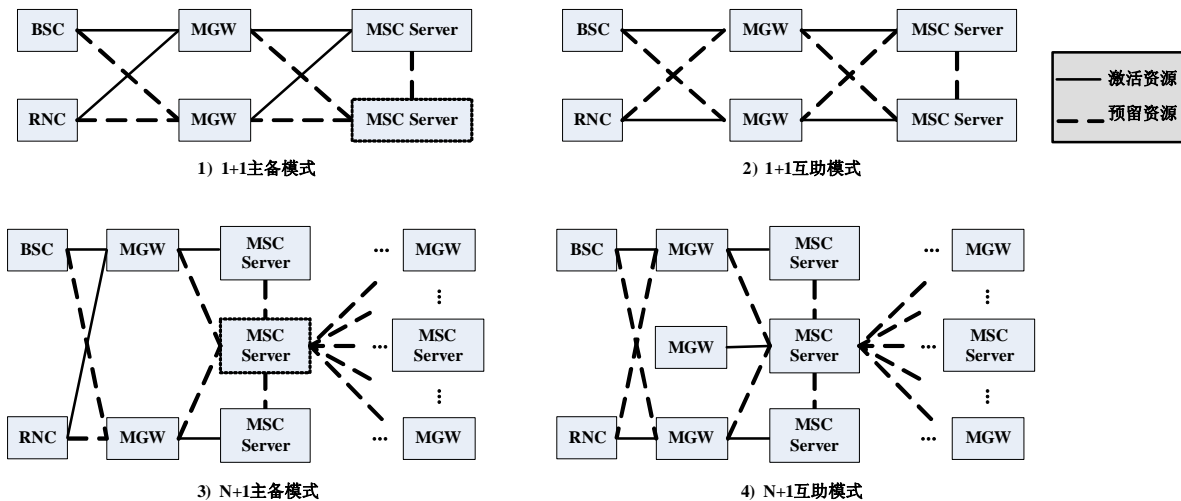 BSC
MGW
MSC Server
RNC
MGW
MSC Server
1) 1+1主备模式
BSC
MGW
MSC Server
RNC
MGW
MSC Server
2) 1+1互助模式
激活资源
预留资源
BSC
MGW
MSC
Server
... MGW
...
MSC
Server
... MSC
Server
...
RNC
MGW
MSC
Server
... MGW
3) N+1主备模式
BSC
MGW
MSC
Server
... MGW
...
MGW
MSC
Server
... MSC
Server
...
RNC
MGW
MSC
Server
... MGW
4) N+1互助模式